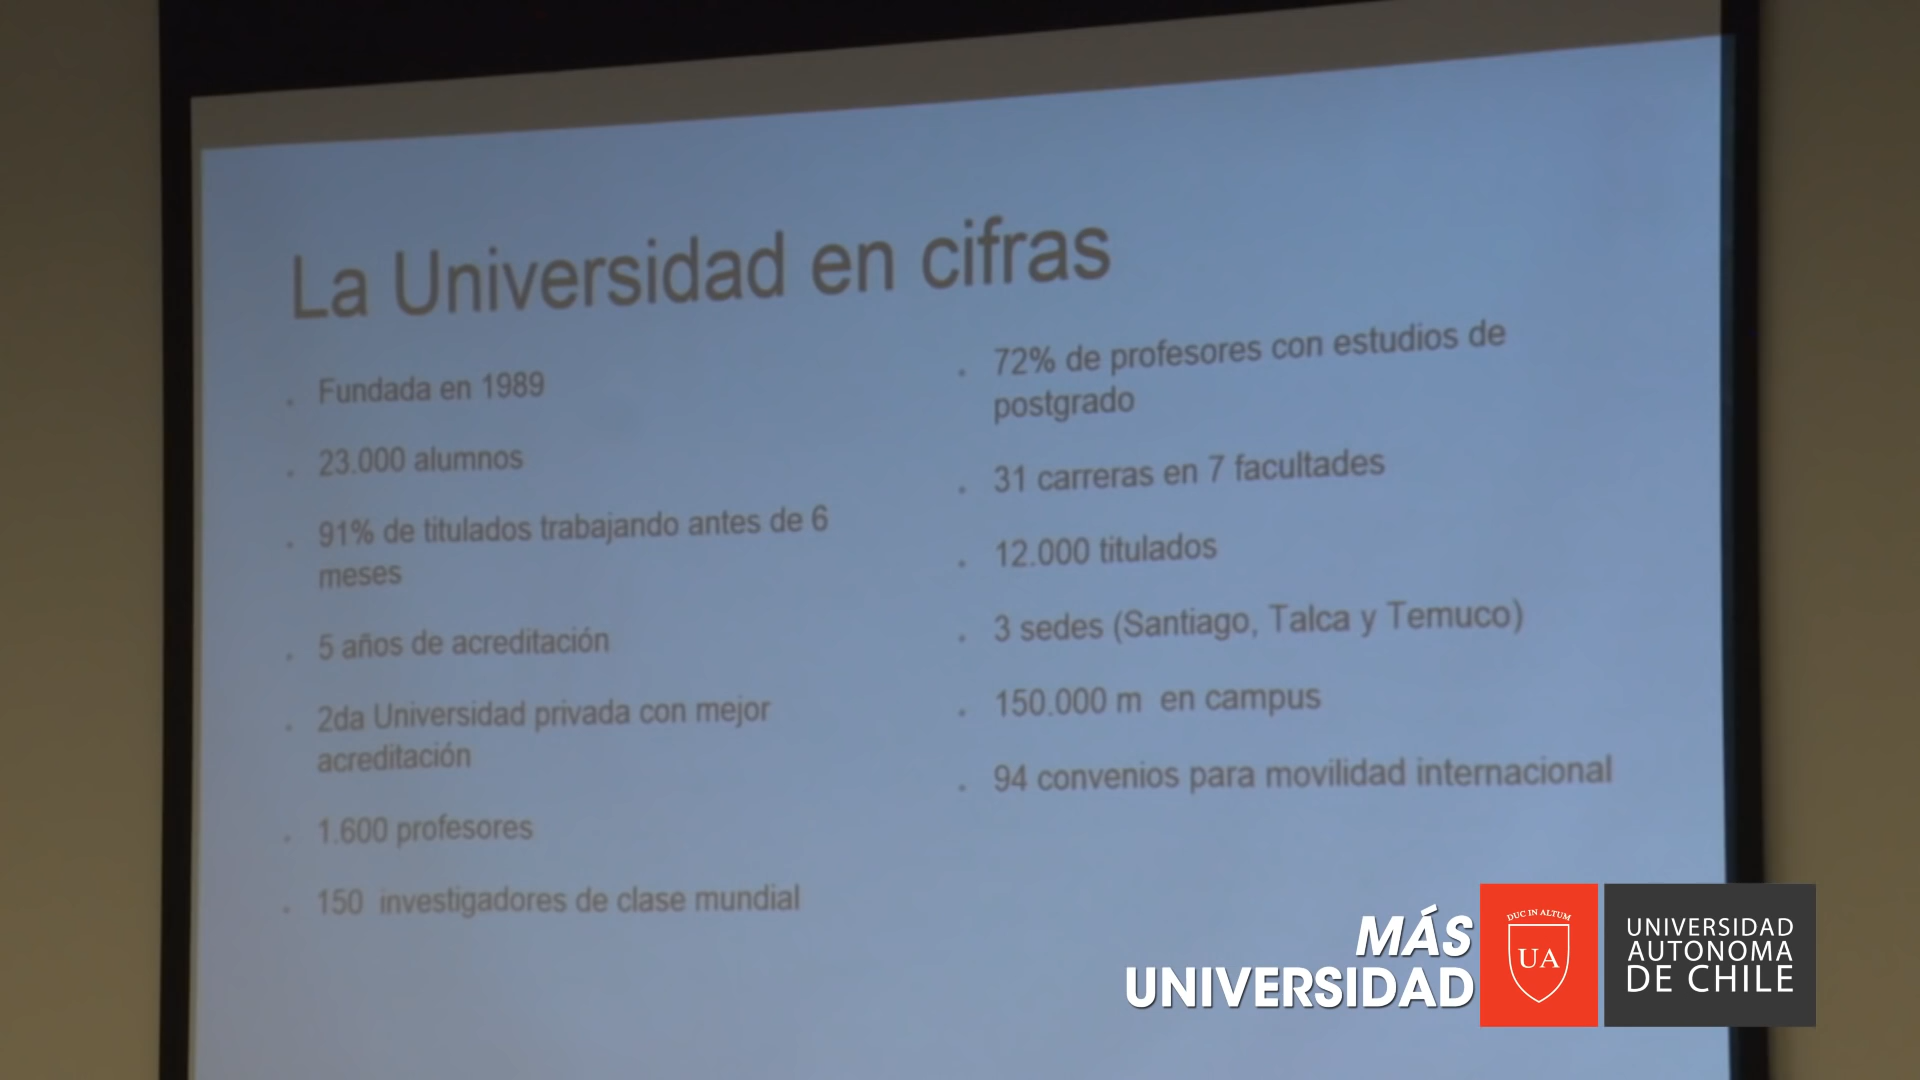 La Universidad en cifras
. Fundada en 1989
. 23.000 alumnos
. 91% de titulados trabajando antes de 6
meses
. 5 años de acreditación
. 2da Universidad privada con mejor
acreditación
. 1.600 profesores
. 150 investigadores de clase mundial
. 72% de profesores con estudios de
postgrado
. 31 carreras en 7 facultades
. 12.000 titulados
. 3 sedes (Santiago, Talca y Temuco)
. 150.000 m en campus
. 94 convenios para movilidad internacional
MÁS
UNIVERSIDAD
DUC IN ALTUM
UA
UNIVERSIDAD
AUTONOMA
DE CHILE